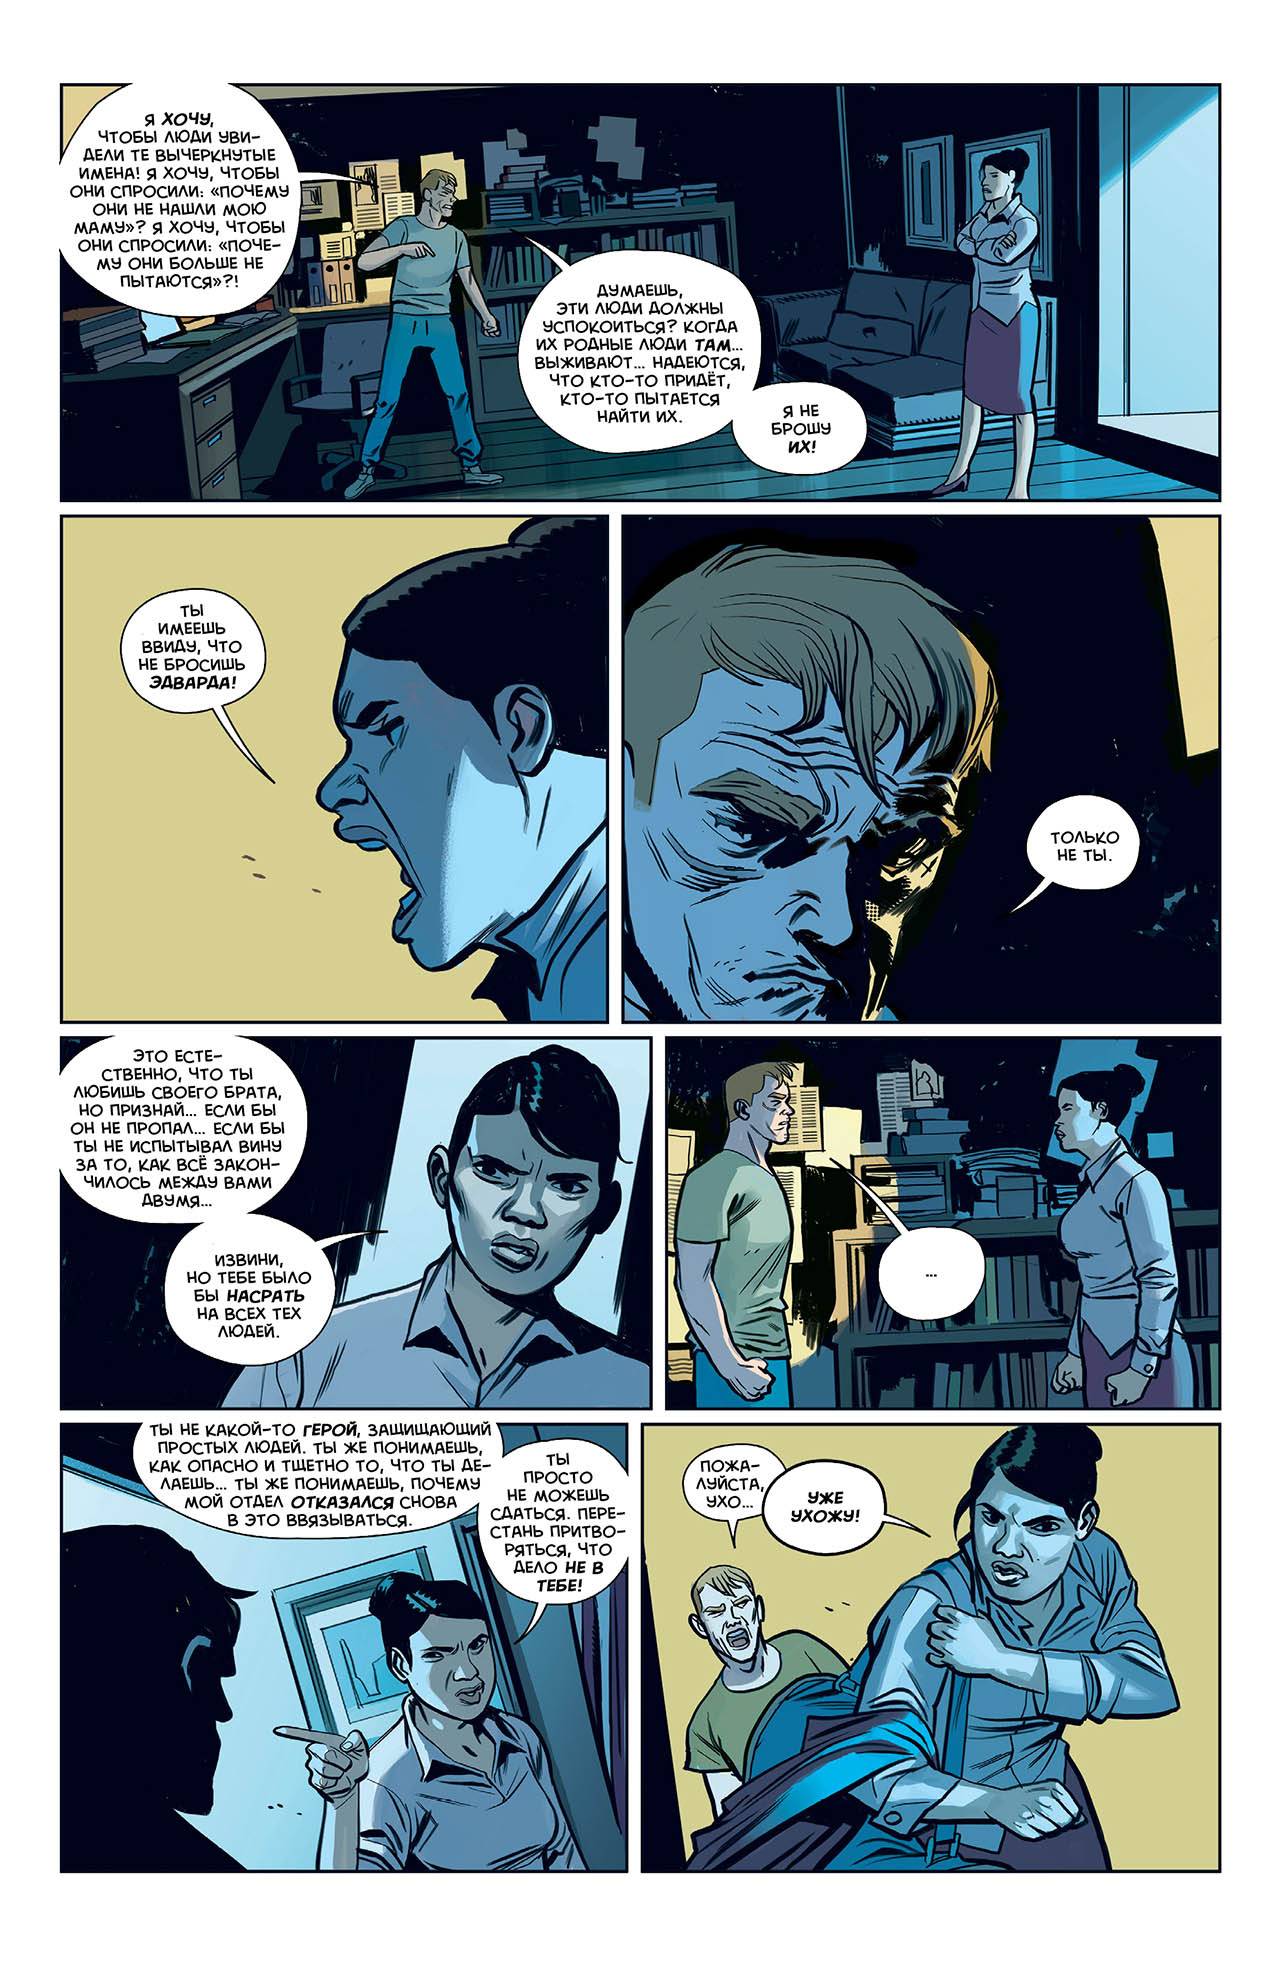 Я ХОЧУ,
ЧТОБЫ ЛЮДИ УВИ-
ДЕЛИ ТЕ ВЫЧЕРКНУТЫЕ
ИМЕНА! Я ХОЧУ, ЧТОБЫ
ОНИ СПРОСИЛИ: «ПОЧЕМУ
ОНИ НЕ НАШЛИ МОЮ
МАМУ»? Я ХОЧУ, ЧТОБЫ
ОНИ СПРОСИЛИ: «ПОЧЕ-
МУ ОНИ БОЛЬШЕ НЕ
ПЫТАЮТСЯ»?!
ДУМАЕШЬ,
ЭТИ ЛЮДИ ДОЛЖНЫ
УСПОКОИТЬСЯ? КОГДА
ИХ РОДНЫЕ ЛЮДИ ТАМ...
ВЫЖИВАЮТ... НАДЕЮТСЯ,
ЧТО КТО-ТО ПРИДЁТ,
КТО-ТО ПЫТАЕТСЯ
НАЙТИ ИХ.
Я НЕ
БРОШУ
ИХ!
ТЫ
ИМЕЕШЬ
ВВИДУ, ЧТО
НЕ БРОСИШЬ
ЭДВАРДА!
ТОЛЬКО
НЕ ТЫ.
ЭТО ЕСТЕ-
СТВЕННО, ЧТО ТЫ
ЛЮБИШЬ СВОЕГО БРАТА,
НО ПРИЗНАЙ... ЕСЛИ БЫ
ОН НЕ ПРОПАЛ... ЕСЛИ БЫ
ТЫ НЕ ИСПЫТЫВАЛ ВИНУ
ЗА ТО, КАК ВСЁ ЗАКОН-
ЧИЛОСЬ МЕЖДУ ВАМИ
ДВУМЯ...
ИЗВИНИ,
НО ТЕБЕ БЫЛО
БЫ НАСРАТЬ
НА ВСЕХ ТЕХ
ЛЮДЕЙ.
...
ТЫ НЕ КАКОЙ-ТО ГЕРОЙ, ЗАЩИЩАЮЩИЙ
ПРОСТЫХ ЛЮДЕЙ. ТЫ ЖЕ ПОНИМАЕШЬ,
КАК ОПАСНО И ТЩЕТНО ТО, ЧТО ТЫ ДЕ-
ЛАЕШЬ... ТЫ ЖЕ ПОНИМАЕШЬ, ПОЧЕМУ
МОЙ ОТДЕЛ ОТКАЗАЛСЯ СНОВА
В ЭТО ВВЯЗЫВАТЬСЯ.
ТЫ
ПРОСТО
НЕ МОЖЕШЬ
СДАТЬСЯ. ПЕРЕ-
СТАНЬ ПРИТВО-
РЯТЬСЯ, ЧТО
ДЕЛО НЕ В
ТЕБЕ!
ПОЖА-
ЛУЙСТА,
УХО...
УЖЕ
УХОЖУ!